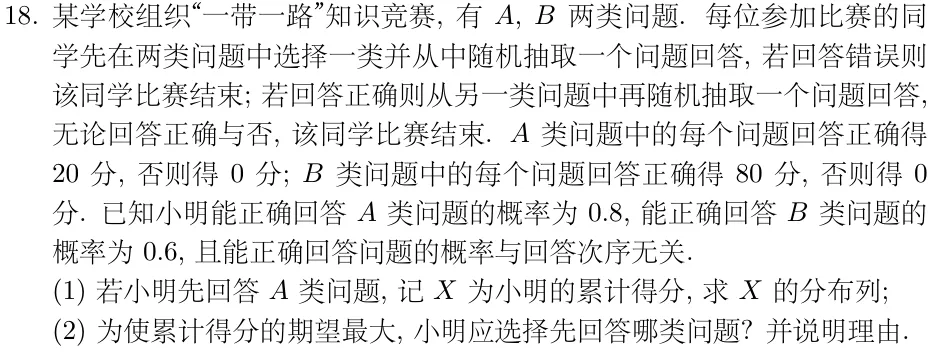 18. 某学校组织“一带一路”知识竞赛, 有 A, B 两类问题. 每位参加比赛的同
学先在两类问题中选择一类并从中随机抽取一个问题回答, 若回答错误则
该同学比赛结束; 若回答正确则从另一类问题中再随机抽取一个问题回答,
无论回答正确与否, 该同学比赛结束. A 类问题中的每个问题回答正确得
20 分, 否则得 0 分; B 类问题中的每个问题回答正确得 80 分, 否则得 0
分. 已知小明能正确回答 A 类问题的概率为 0.8, 能正确回答 B 类问题的
概率为 0.6, 且能正确回答问题的概率与回答次序无关.
(1) 若小明先回答 A 类问题, 记 X 为小明的累计得分, 求 X 的分布列;
(2) 为使累计得分的期望最大, 小明应选择先回答哪类问题? 并说明理由.